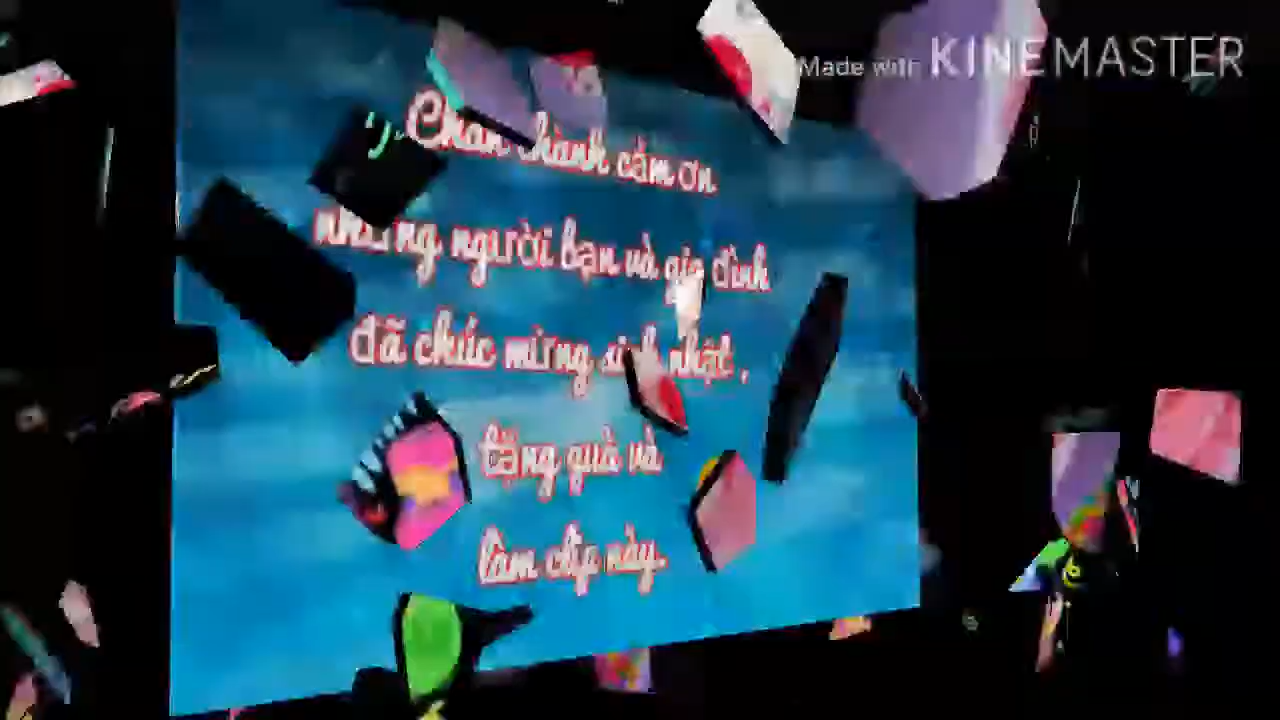 Made with KINEMASTER
Chân thành cảm ơn
những người bạn và gia đình
đã chúc mừng sinh nhật ,
tặng quà và
làm clip này.